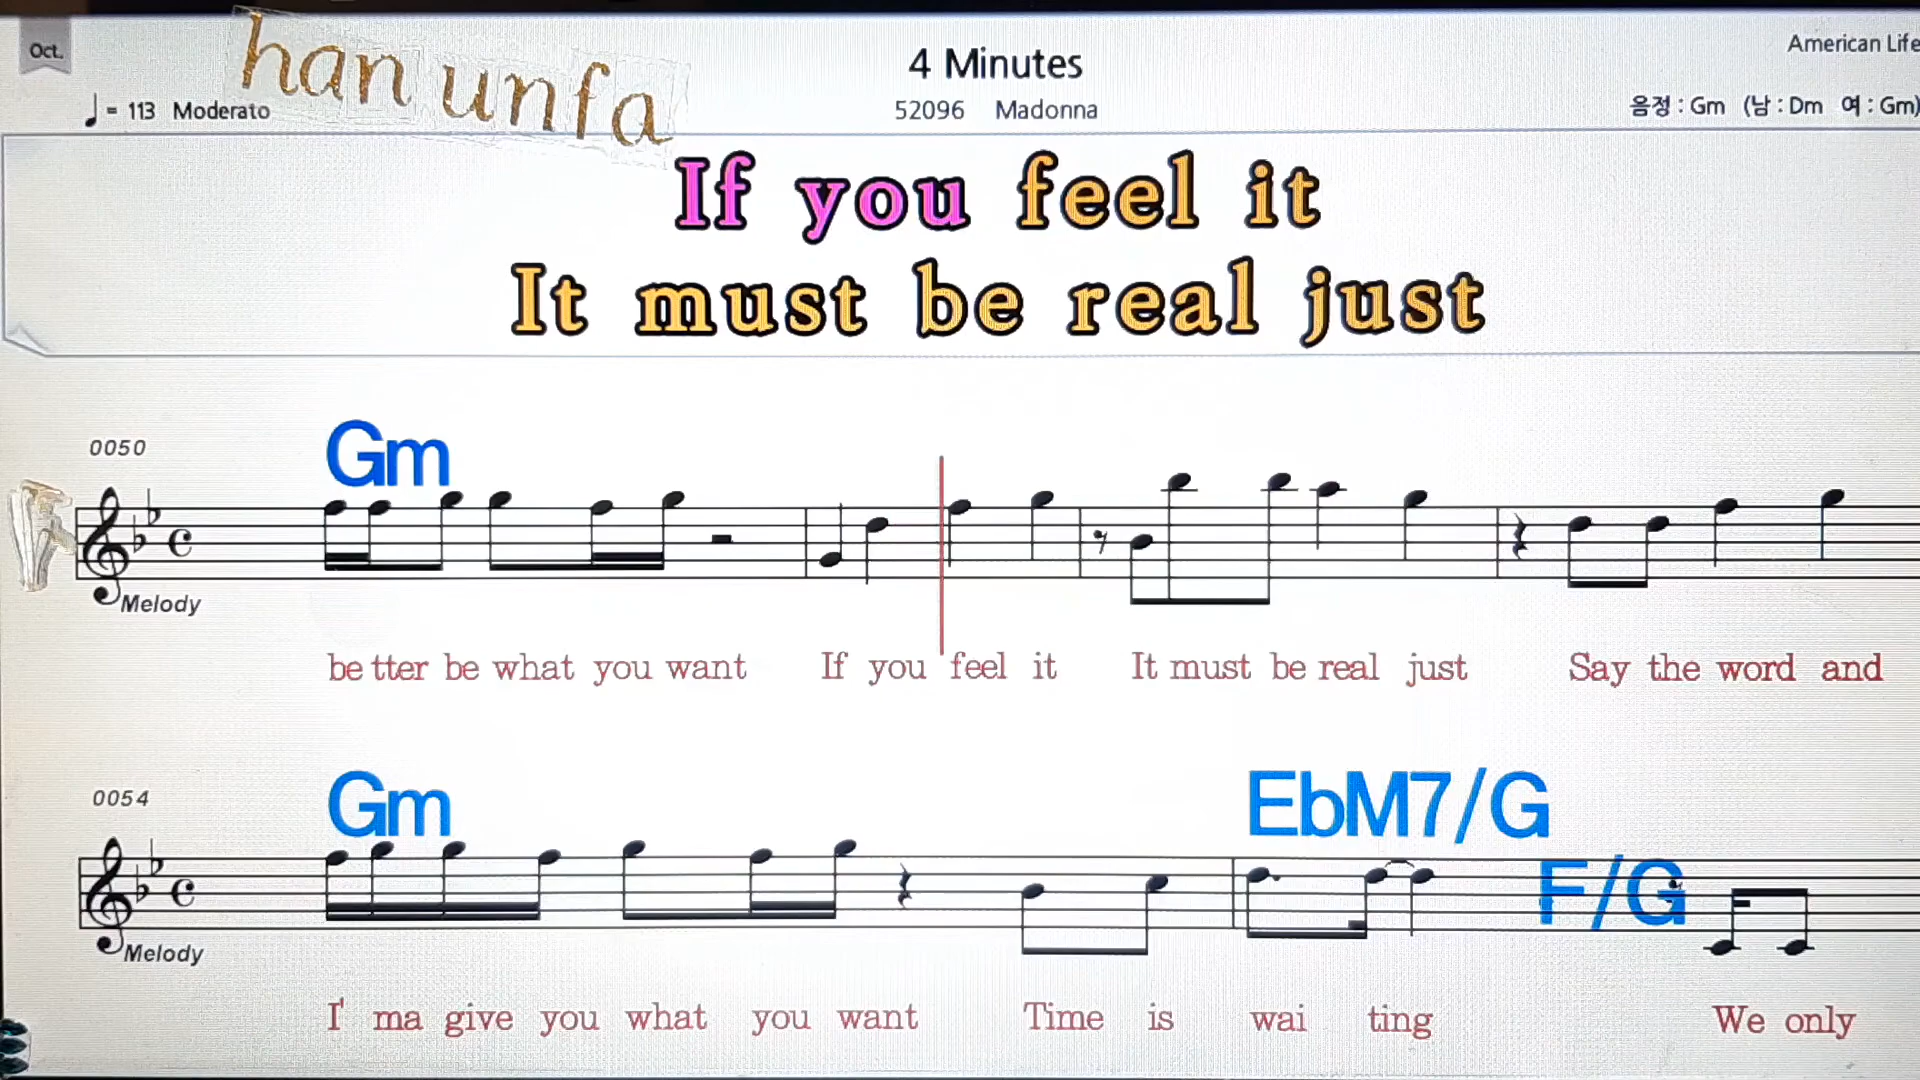 Oct.
han unfa
4 Minutes
American Life
♩= 113 Moderato
52096 Madonna
음정 : Gm (남 : Dm 여 : Gm)
If you feel it
It must be real just
0050
Gm
Melody
be tter be what you want If you feel it It must be real just Say the word and
0054
Gm
EbM7/G
F/G
Melody
I' ma give you what you want Time is wai ting We only